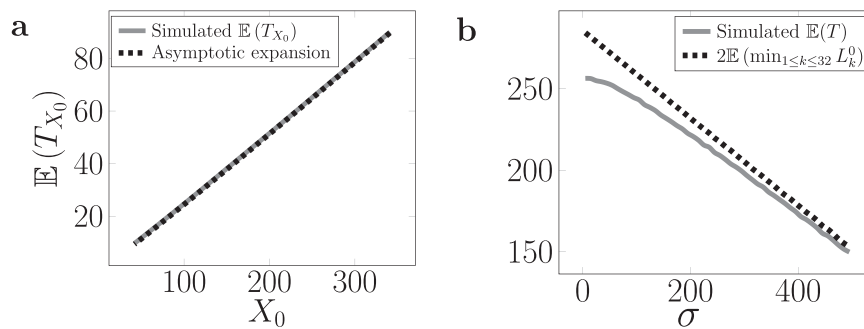 a
Simulated 𝔼 (T_{X_0})
Asymptotic expansion
𝔼 (T_{X_0})
80
60
40
20
100 200 300
X_0
b
Simulated 𝔼(T)
2𝔼 (min_{1≤k≤32} L_k^0)
250
200
150
0 200 400
σ